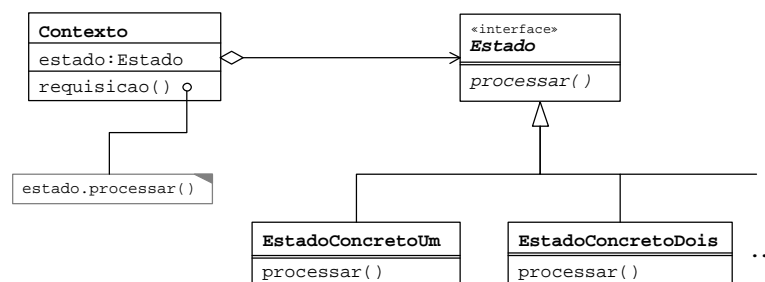 Contexto
estado:Estado
requisicao()
«interface»
Estado
processar()
estado.processar()
EstadoConcretoUm
processar()
EstadoConcretoDois
processar()
..